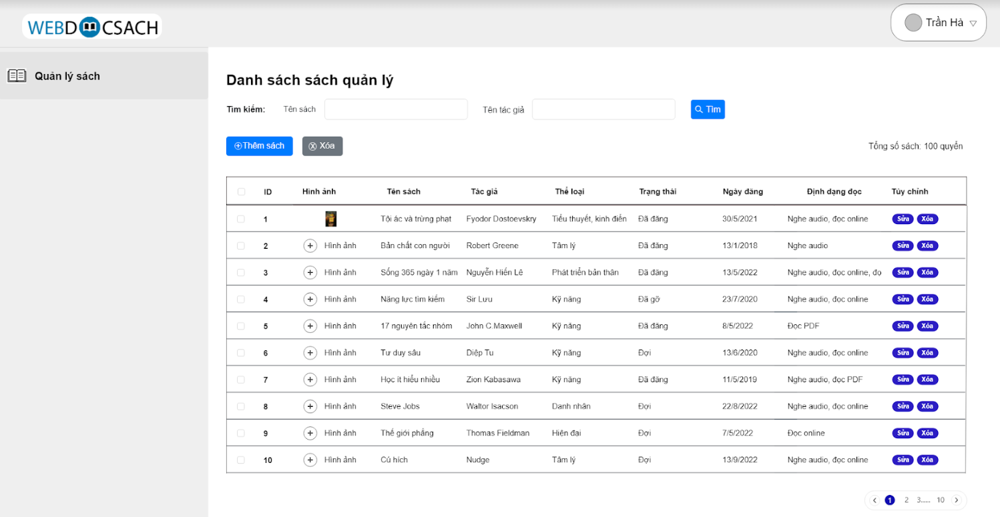 WEBDOCSACH
Trần Hà
Quản lý sách
Danh sách sách quản lý
Tìm kiếm: Tên sách Tên tác giả Tìm
Thêm sách Xóa Tổng số sách: 100 quyển
ID Hình ảnh Tên sách Tác giả Thể loại Trạng thái Ngày đăng Định dạng đọc Tùy chỉnh
1 Tội ác và trừng phạt Fyodor Dostoevskry Tiểu thuyết, kinh điển Đã đăng 30/5/2021 Nghe audio, đọc online Sửa Xóa
2 Hình ảnh Bản chất con người Robert Greene Tâm lý Đã đăng 13/1/2018 Nghe audio Sửa Xóa
3 Hình ảnh Sống 365 ngày 1 năm Nguyễn Hiến Lê Phát triển bản thân Đã đăng 13/5/2022 Nghe audio, đọc online, đọ Sửa Xóa
4 Hình ảnh Năng lực tìm kiếm Sir Lưu Kỹ năng Đã gỡ 23/7/2020 Nghe audio, đọc online Sửa Xóa
5 Hình ảnh 17 nguyên tắc nhóm John C.Maxwell Kỹ năng Đã đăng 8/5/2022 Đọc PDF Sửa Xóa
6 Hình ảnh Tư duy sâu Diệp Tu Kỹ năng Đợi 13/6/2020 Nghe audio, đọc online Sửa Xóa
7 Hình ảnh Học ít hiểu nhiều Zion Kabasawa Kỹ năng Đã đăng 11/5/2019 Nghe audio, đọc PDF Sửa Xóa
8 Hình ảnh Steve Jobs Waltor Isacson Danh nhân Đợi 22/8/2022 Nghe audio, đọc online Sửa Xóa
9 Hình ảnh Thế giới phẳng Thomas Fieldman Hiện đại Đợi 7/5/2022 Đọc online Sửa Xóa
10 Hình ảnh Cú hích Nudge Tâm lý Đợi 13/9/2022 Nghe audio, đọc online Sửa Xóa
1 2 3...... 10